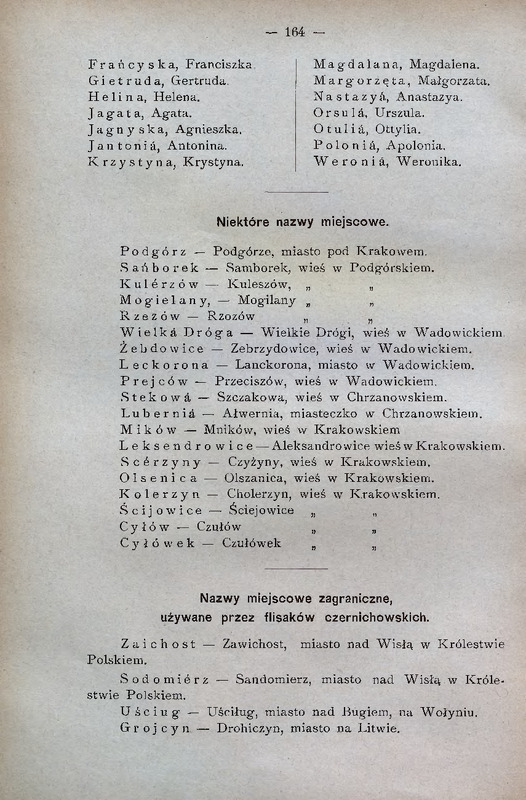 — 164 —
Frańcyska, Franciszka.
Gietruda, Gertruda.
Helina, Helena.
Jagata, Agata.
Jagnyska, Agnieszka.
Jantoniá, Antonina.
Krzystyna, Krystyna.
Magdalana, Magdalena.
Margorzęta, Małgorzata.
Nastazyá, Anastazya.
Orsulá, Urszula.
Otuliá, Ottylia.
Poloniá, Apolonia.
Weroniá, Weronika.
Niektóre nazwy miejscowe.
Podgórz — Podgórze, miasto pod Krakowem.
Sańborek — Samborek, wieś w Podgórskiem.
Kulérzów — Kuleszów, „ „
Mogielany, — Mogilany „ „
Rzezów — Rzozów „ „
Wielká Dróga — Wielkie Drógi, wieś w Wadowickiem
Żebdowice — Zebrzydowice, wieś w Wadowickiem.
Leckorona — Lanckorona, miasto w Wadowickiem.
Prejców — Przeciszów, wieś w Wadowickiem.
Stekowá — Szczakowa, wieś w Chrzanowskiem.
Luberniá — Alwernia, miasteczko w Chrzanowskiem.
Mików — Mników, wieś w Krakowskiem
Leksendrowice — Aleksandrowice wieś w Krakowskiem.
Scérzyny — Czyżyny, wieś w Krakowskiem,
Olsenica — Olszanica, wieś w Krakowskiem.
Kolerzyn — Cholerzyn, wieś w Krakowskiem.
Ścijowice — Ściejowice „ „
Cyłów — Czułów „ „
Cyłówek — Czułówek „ „
Nazwy miejscowe zagraniczne,
używane przez flisaków czernichowskich.
Zaichost — Zawichost, miasto nad Wisłą w Królestwie
Polskiem.
Sodomiérz — Sandomierz, miasto nad Wisłą w Króle-
stwie Polskiem.
Uściug — Uściług, miasto nad Bugiem, na Wołyniu.
Grojcyn — Drohiczyn, miasto na Litwie.